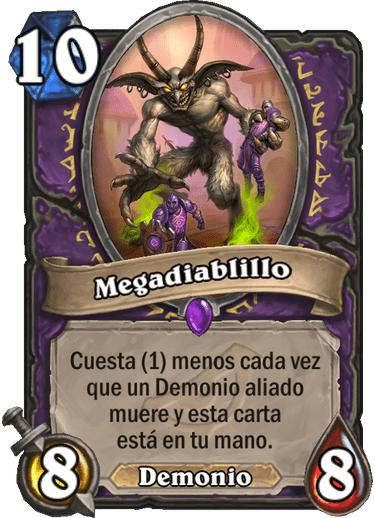 10
Megadiablillo
Cuesta (1) menos cada vez
que un Demonio aliado
muere y esta carta
está en tu mano.
8
Demonio
8